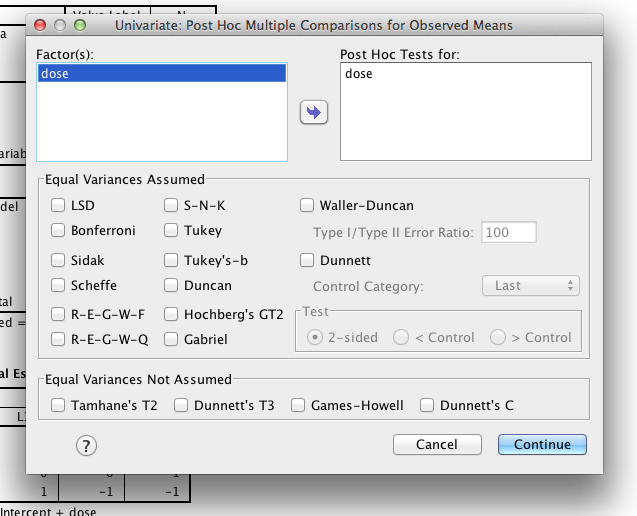 Value Label N
Univariate: Post Hoc Multiple Comparisons for Observed Means
a
Factor(s): Post Hoc Tests for:
dose dose
ariab
Equal Variances Assumed
LSD S-N-K Waller-Duncan
del
Bonferroni Tukey Type I/Type II Error Ratio: 100
Sidak Tukey's-b Dunnett
Scheffe Duncan Control Category: Last
tal
R-E-G-W-F Hochberg's GT2 Test
ed =
R-E-G-W-Q Gabriel 2-sided < Control > Control
al Es
Equal Variances Not Assumed
Tamhane's T2 Dunnett's T3 Games-Howell Dunnett's C
? Cancel Continue
1 -1 -1
Intercept + dose